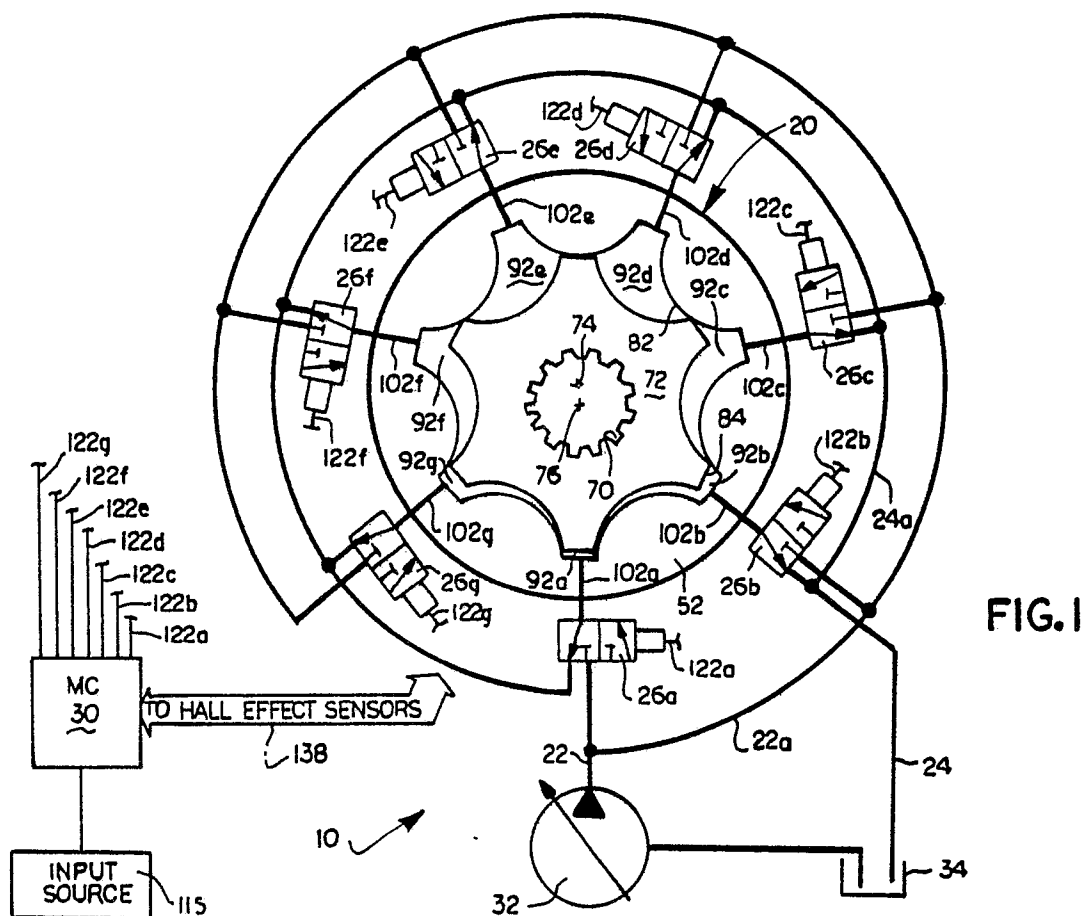 122d
26d
20
26e
122e
102e
102d
122c
92e
92d
92c
26f
82
74
72
102f
102c
26c
92f
84
122f
76
70
122b
92g
92b
24a
122g
122f
122e
122d
122c
122b
122a
102g
102b
92a
102a
52
26b
26g
122g
FIG.1
MC
30
122a
26a
TO HALL EFFECT SENSORS
138
22
22a
24
10
34
INPUT
SOURCE
115
32